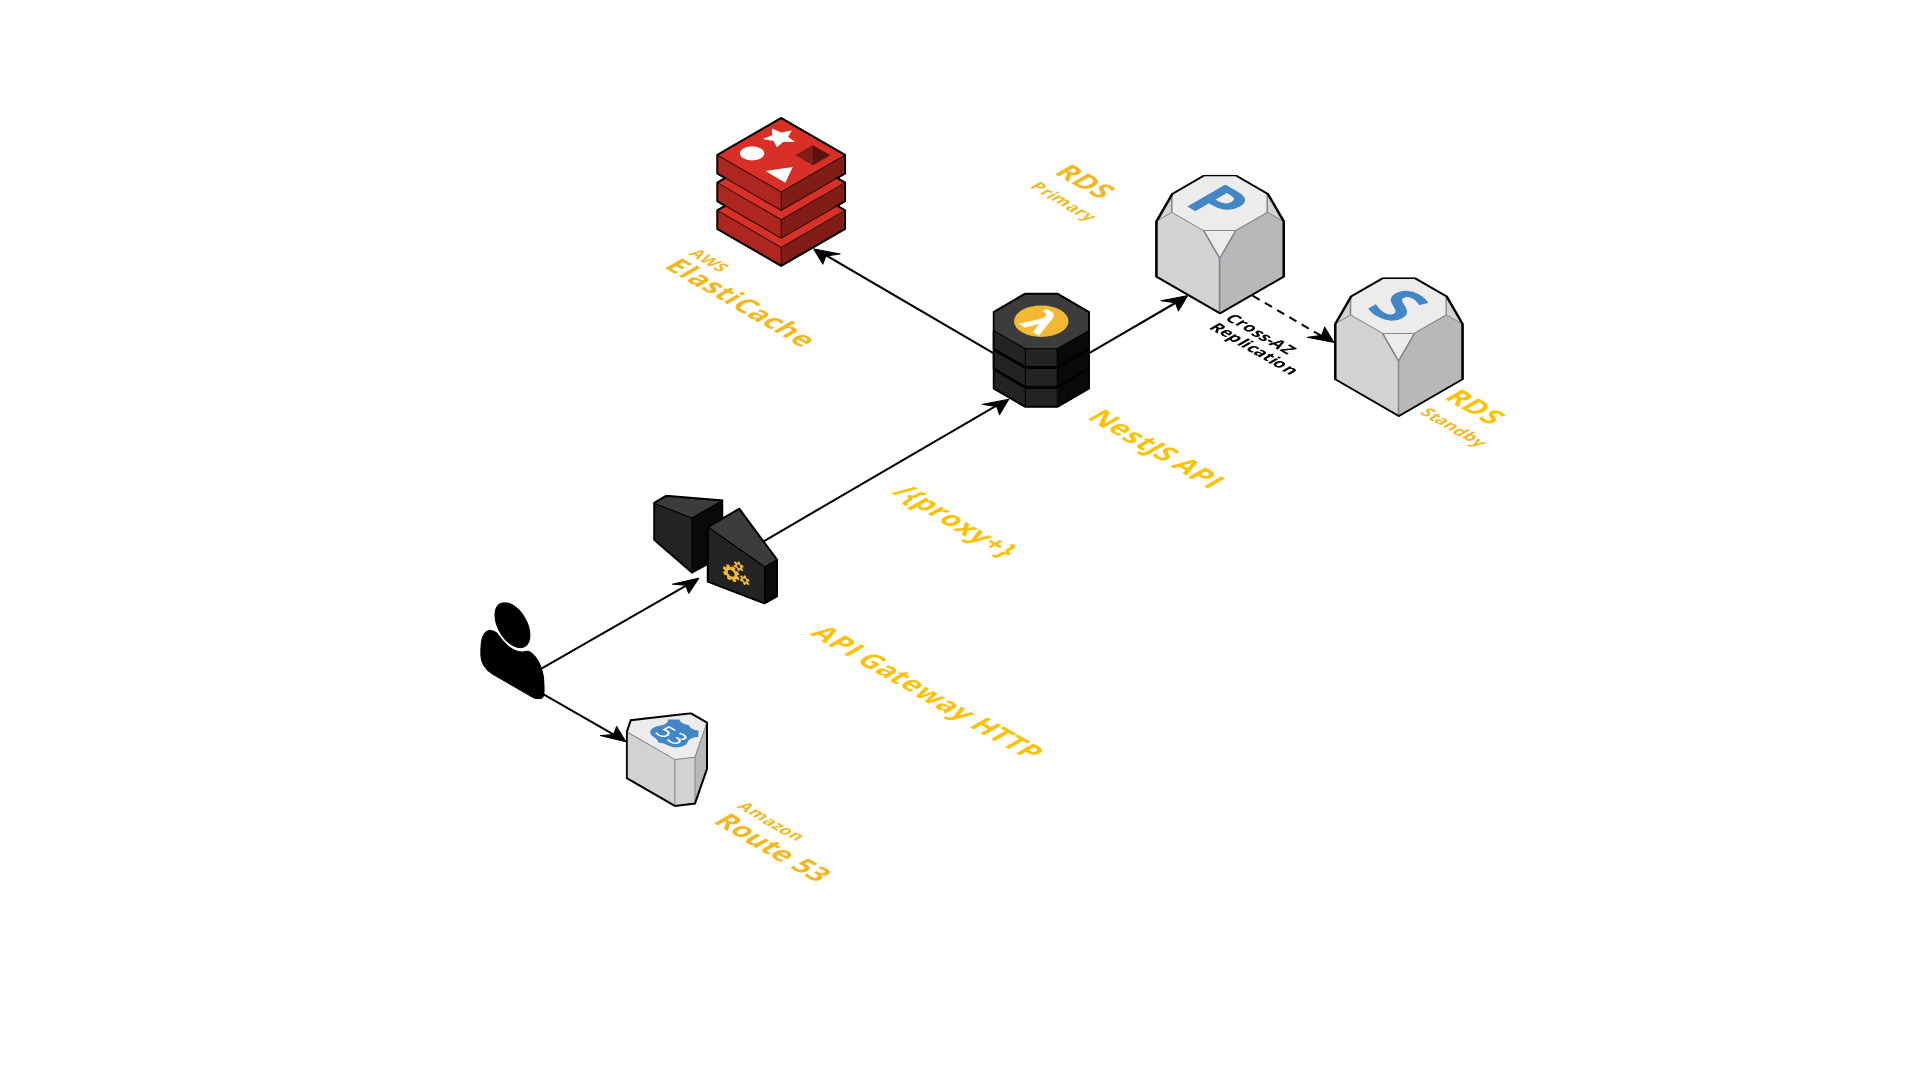 RDS
Primary
P
AWS
ElastiCache
λ
S
Cross-AZ
Replication
RDS
Standby
NestJS API
/{proxy+}
API Gateway HTTP
53
Amazon
Route 53